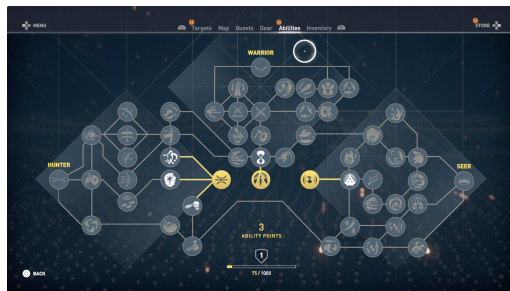 MENU
Targets Map Quests Gear Abilities Inventory
STORE
WARRIOR
HUNTER
SEER
3
ABILITY POINTS
1
75 / 1000
BACK